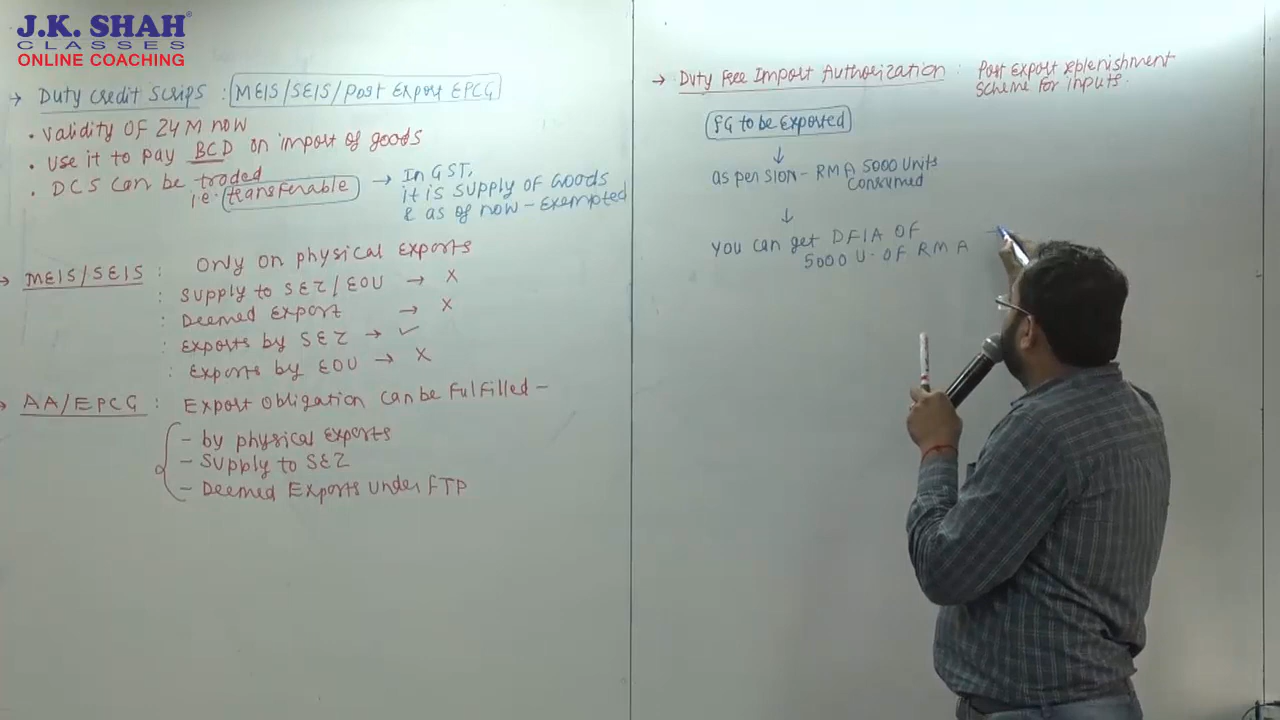 J.K. SHAH®
CLASSES
ONLINE COACHING
→ Duty Credit Scrips : MEIS/SEIS/Post Export EPCG
• Validity OF 24 M now
• Use it to pay BCD on import of goods
• DCS can be traded
i.e. transferable → In GST,
it is supply of Goods
& as of now - Exempted
→ MEIS/SEIS : Only on physical exports
: Supply to SEZ/EOU → X
: Deemed Export → X
: Exports by SEZ → ✓
: Exports by EOU → X
→ AA/EPCG : Export Obligation can be fulfilled -
- by physical exports
- Supply to SEZ
- Deemed Exports under FTP
→ Duty Free Import Authorization : Post Export replenishment
scheme for inputs.
FG to be Exported
↓
as per SION - RMA 5000 Units
Consumed
↓
you can get DFIA OF →
5000 U. OF RMA